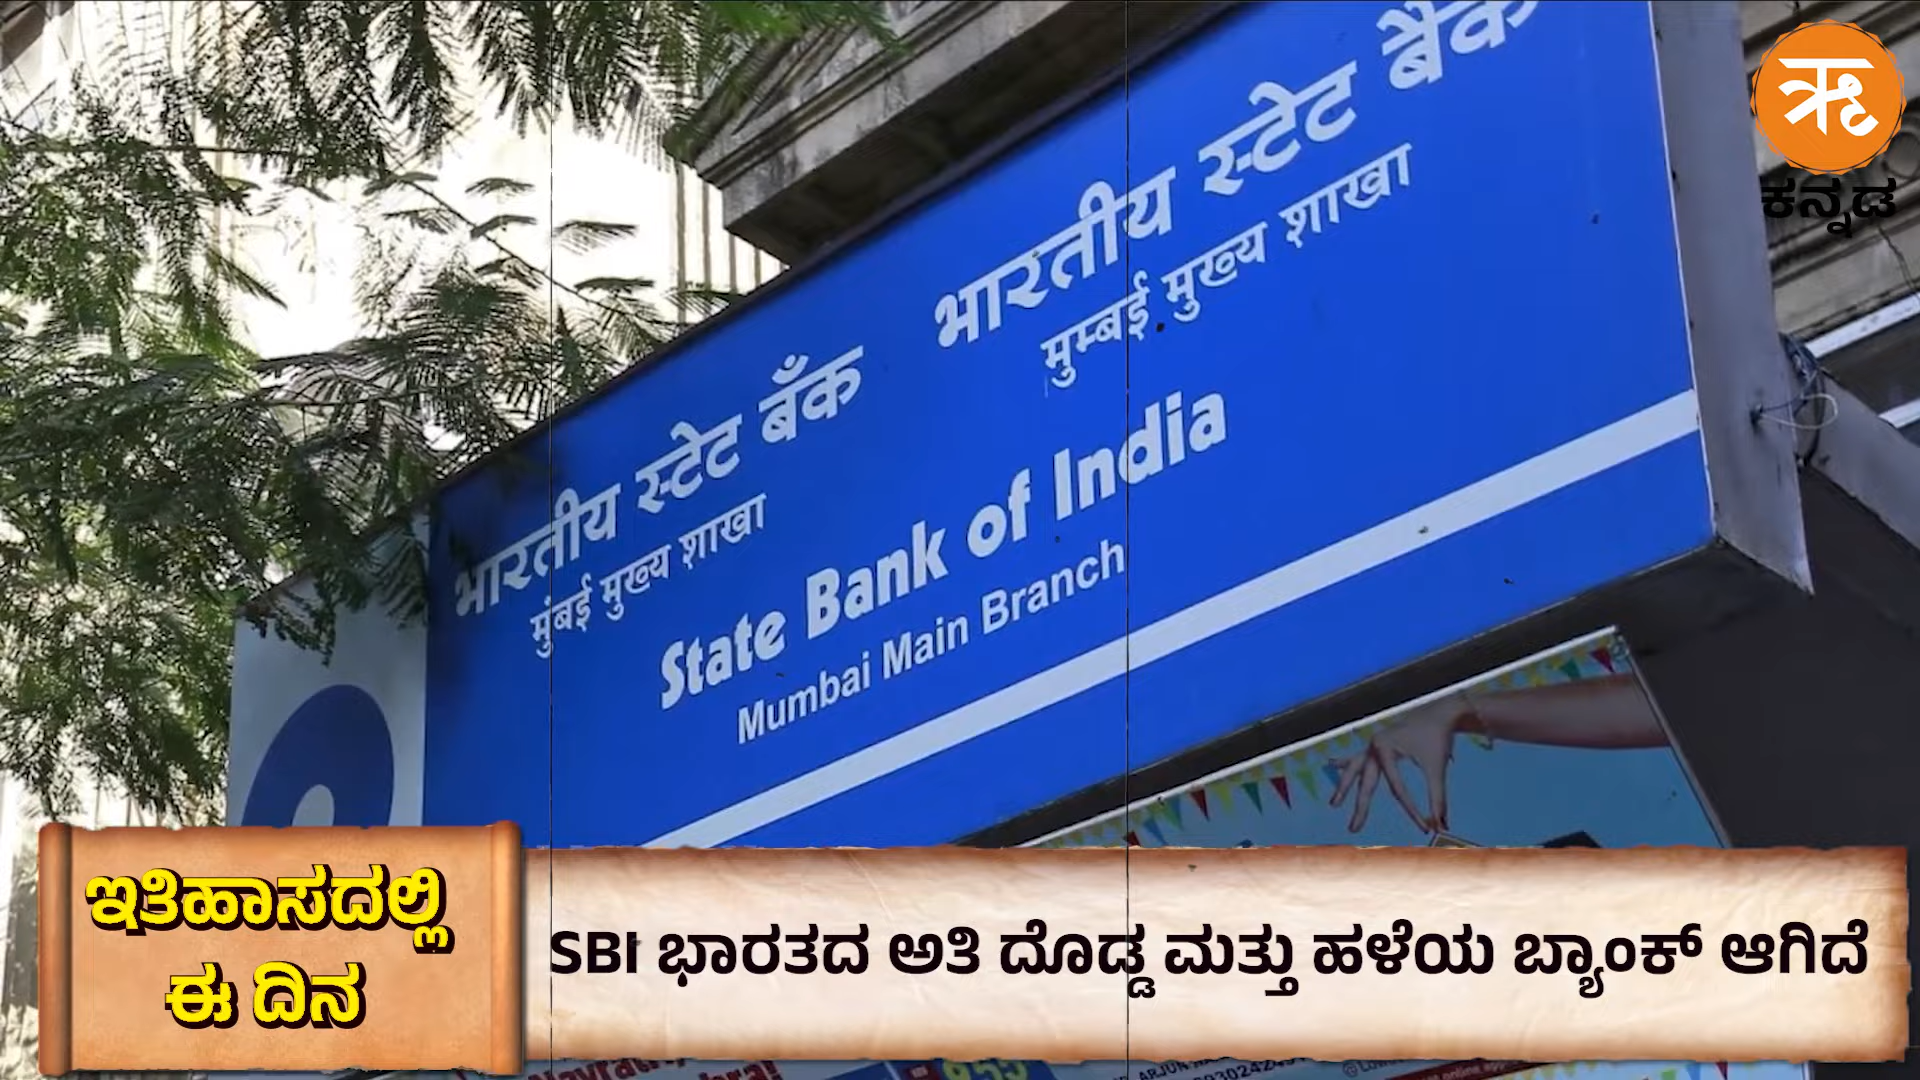 ऋ
ಕನ್ನಡ
भारतीय स्टेट बँक
मुंबई मुख्य शाखा
भारतीय स्टेट बैंक
मुम्बई मुख्य शाखा
State Bank of India
Mumbai Main Branch
ಇತಿಹಾಸದಲ್ಲಿ
ಈ ದಿನ
SBI ಭಾರತದ ಅತಿ ದೊಡ್ಡ ಮತ್ತು ಹಳೆಯ ಬ್ಯಾಂಕ್ ಆಗಿದೆ